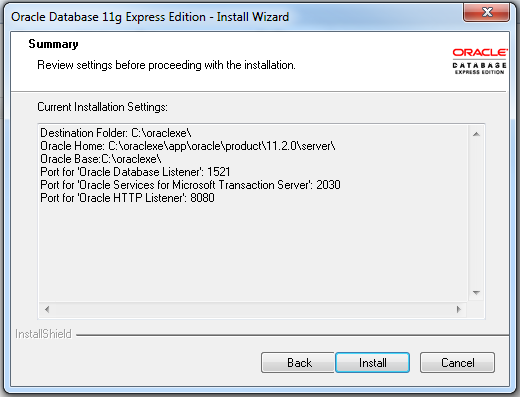 Oracle Database 11g Express Edition - Install Wizard
Summary
Review settings before proceeding with the installation.
ORACLE
DATABASE
EXPRESS EDITION
Current Installation Settings:
Destination Folder: C:\oraclexe\
Oracle Home: C:\oraclexe\app\oracle\product\11.2.0\server\
Oracle Base:C:\oraclexe\
Port for 'Oracle Database Listener': 1521
Port for 'Oracle Services for Microsoft Transaction Server': 2030
Port for 'Oracle HTTP Listener': 8080
InstallShield
Back
Install
Cancel